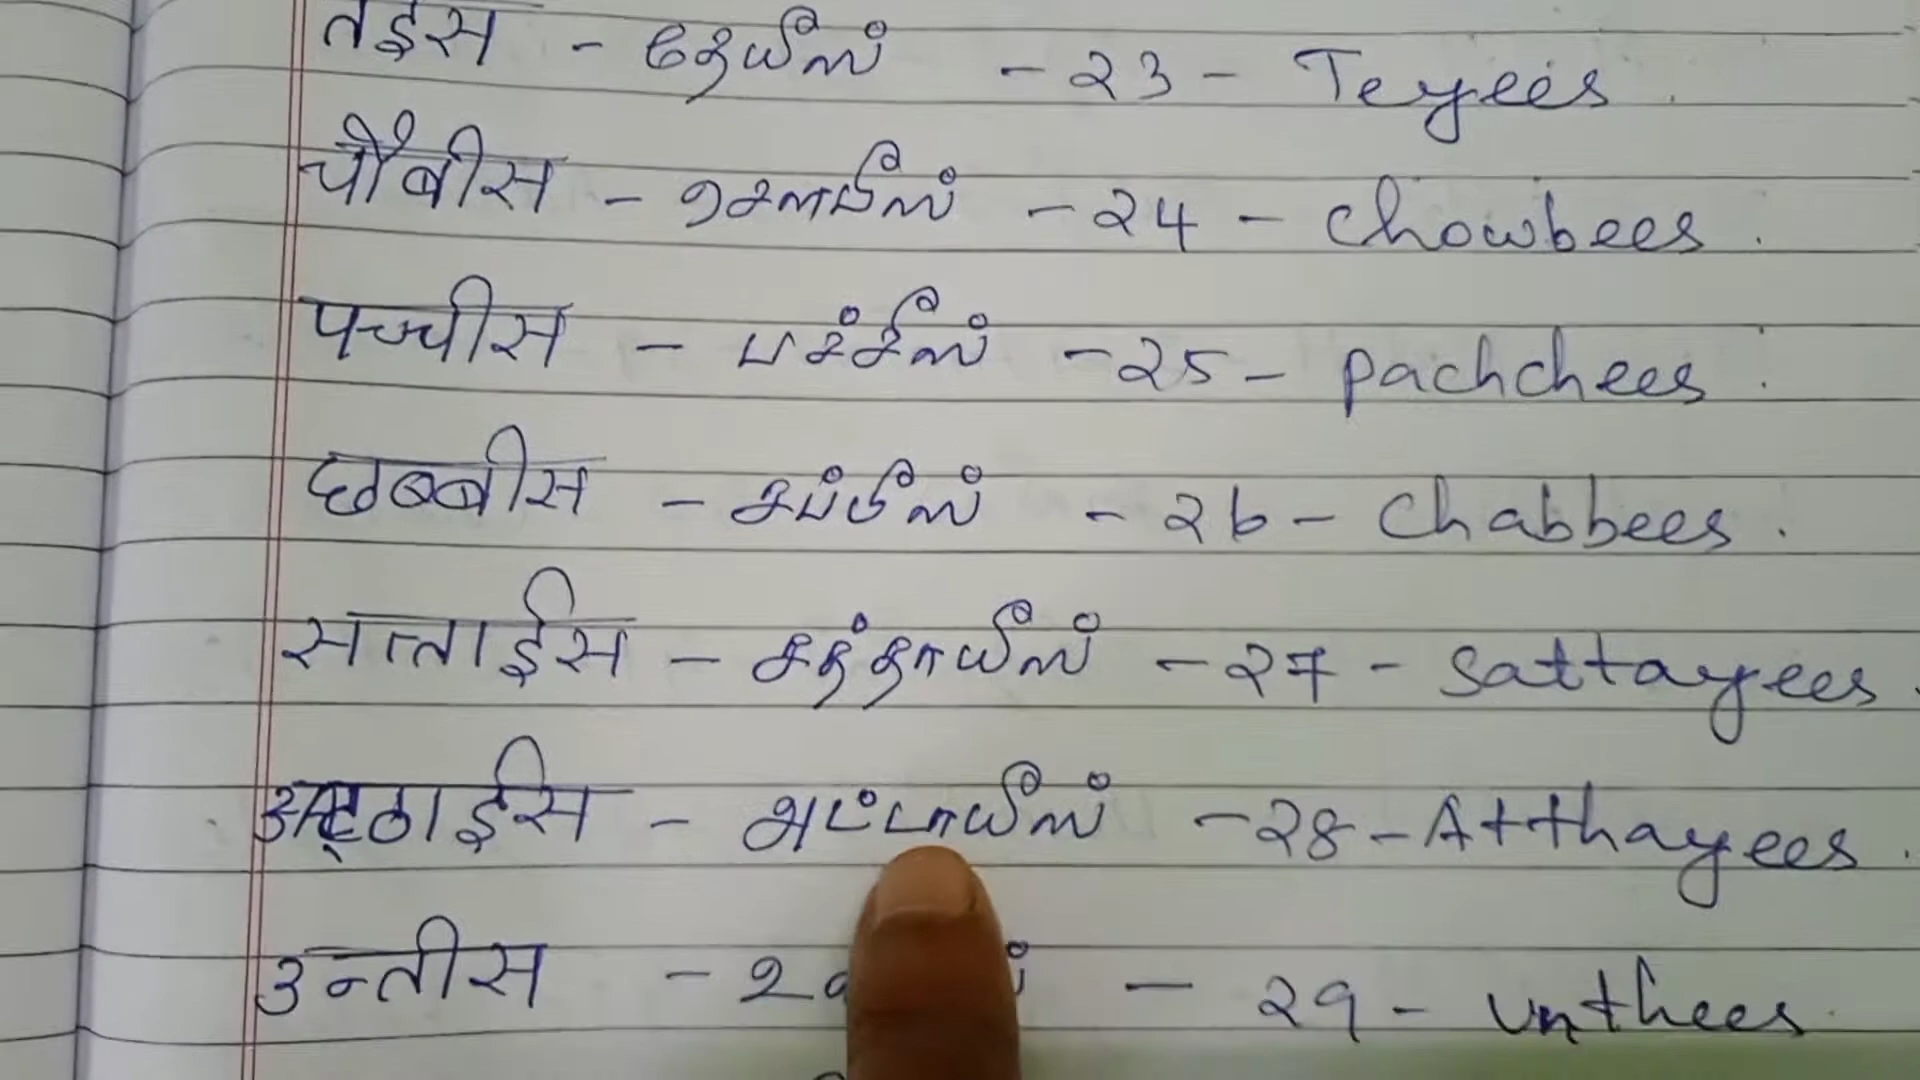 तेईस - தேயீஸ் - 23 - Teyees
चौबीस - சௌபீஸ் - 24 - Chowbees
पच्चीस - பச்சீஸ் - 25 - pachchees
छब्बीस - சப்பீஸ் - 26 - Chabbees
सत्ताईस - சத்தாயீஸ் - 27 - Sattayees
अट्ठाईस - அட்டாயீஸ் - 28 - Atthayees
उन्तीस - - 29 - Unthees